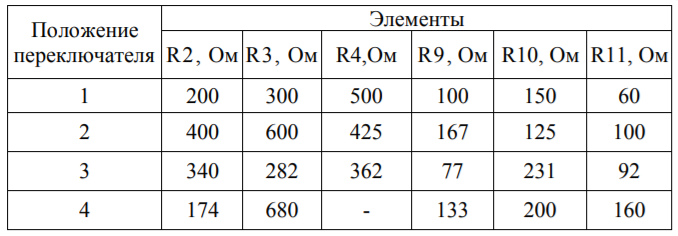 Положение переключателя | Элементы
R2, Ом | R3, Ом | R4,Ом | R9, Ом | R10, Ом | R11, Ом
1 | 200 | 300 | 500 | 100 | 150 | 60
2 | 400 | 600 | 425 | 167 | 125 | 100
3 | 340 | 282 | 362 | 77 | 231 | 92
4 | 174 | 680 | - | 133 | 200 | 160